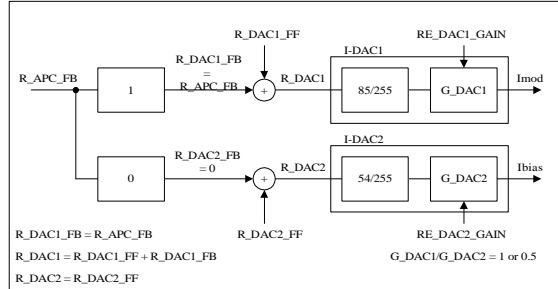 R_DAC1_FF
RE_DAC1_GAIN
R_DAC1_FB
=
R_APC_FB
I-DAC1
R_APC_FB
1
+
R_DAC1
85/255
G_DAC1
Imod
I-DAC2
R_DAC2_FB
= 0
0
+
R_DAC2
54/255
G_DAC2
Ibias
R_DAC2_FF
RE_DAC2_GAIN
R_DAC1_FB = R_APC_FB
R_DAC1 = R_DAC1_FF + R_DAC1_FB
R_DAC2 = R_DAC2_FF
G_DAC1/G_DAC2 = 1 or 0.5